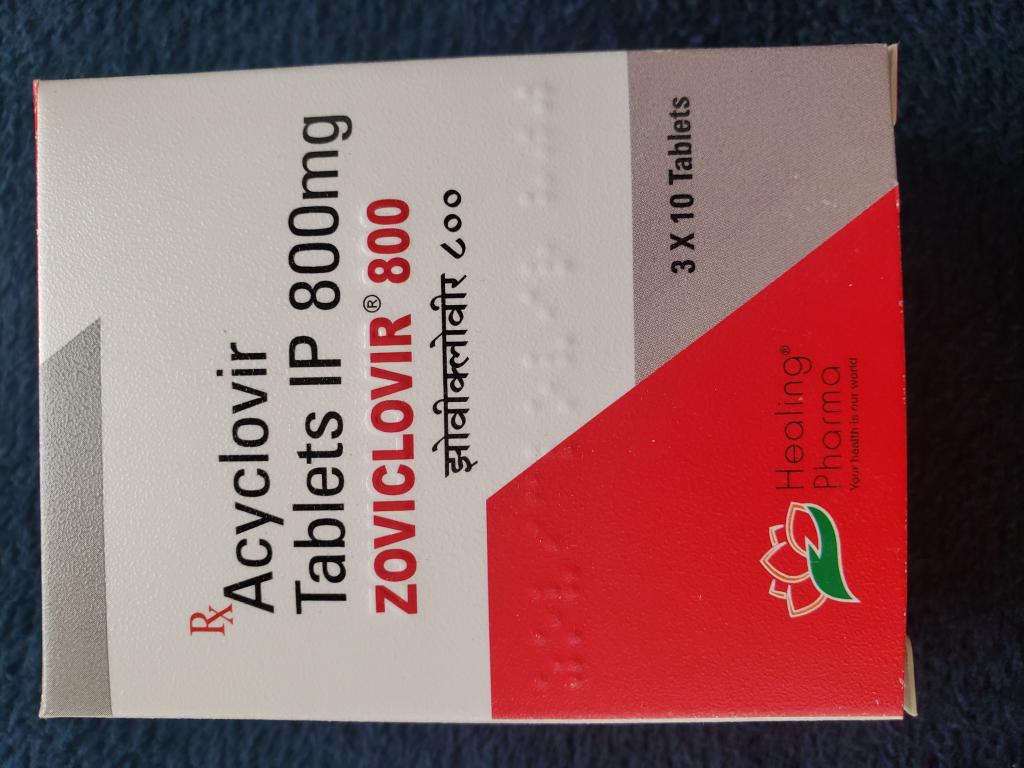 Rx
Acyclovir
Tablets IP 800mg
ZOVICLOVIR® 800
झोवीक्लोवीर ८००
3 X 10 Tablets
Healing®
Pharma
Your health is our world